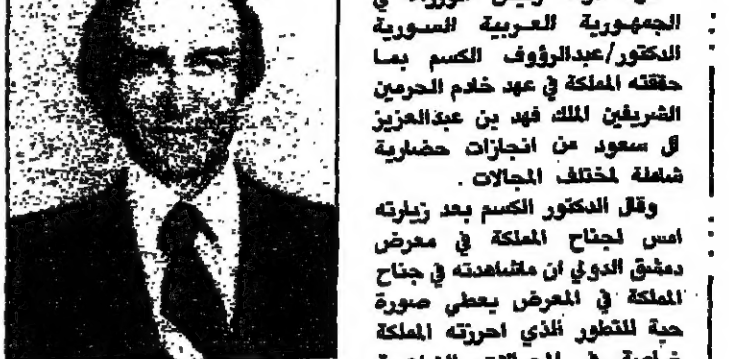 الجمهورية العربية السورية
الدكتور/عبدالرؤوف الكسم بما
حققته المملكة في عهد خادم الحرمين
الشريفين الملك فهد بن عبدالعزيز
آل سعود من انجازات حضارية
شاملة لمختلف المجالات .
وقال الدكتور الكسم بعد زيارته
امس لجناح المملكة في معرض
دمشق الدولي ان ماشاهدته في جناح
المملكة في المعرض يعطي صورة
حية للتطور الذي احرزته المملكة